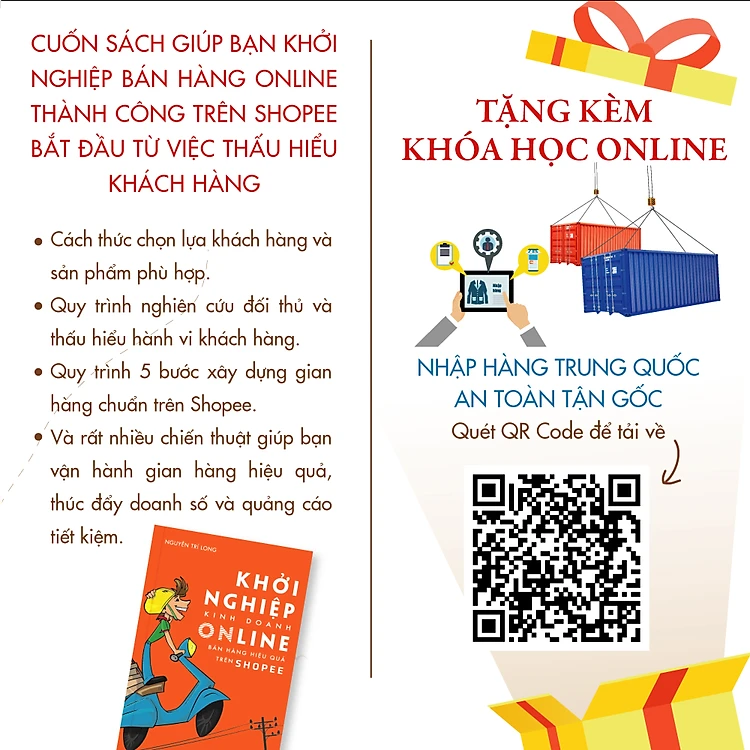 CUỐN SÁCH GIÚP BẠN KHỞI
NGHIỆP BÁN HÀNG ONLINE
THÀNH CÔNG TRÊN SHOPEE
BẮT ĐẦU TỪ VIỆC THẤU HIỂU
KHÁCH HÀNG
• Cách thức chọn lựa khách hàng và
sản phẩm phù hợp.
• Quy trình nghiên cứu đối thủ và
thấu hiểu hành vi khách hàng.
• Quy trình 5 bước xây dựng gian
hàng chuẩn trên Shopee.
• Và rất nhiều chiến thuật giúp bạn
vận hành gian hàng hiệu quả,
thúc đẩy doanh số và quảng cáo
tiết kiệm.
NGUYỄN TRÍ LONG
KHỞI
NGHIỆP
KINH DOANH
ONLINE
BÁN HÀNG HIỆU QUẢ
TRÊN SHOPEE
TẶNG KÈM
KHÓA HỌC ONLINE
Nhập
hàng
NHẬP HÀNG TRUNG QUỐC
AN TOÀN TẬN GỐC
Quét QR Code để tải về